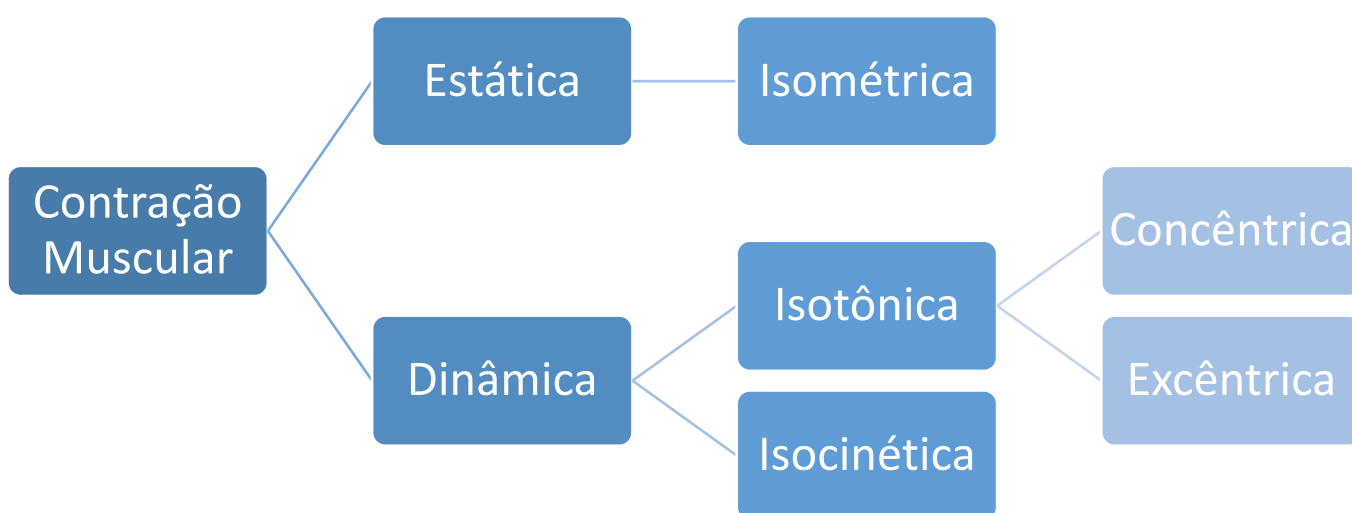 Contração
Muscular
Estática
Isométrica
Dinâmica
Isotônica
Concêntrica
Excêntrica
Isocinética